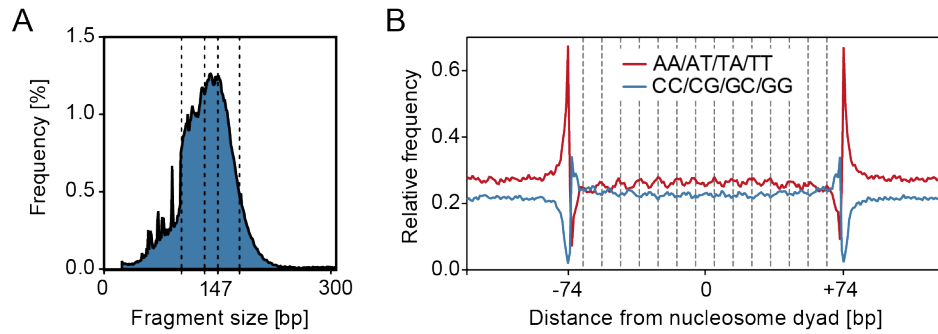 A
Frequency [%]
1.5
1.0
0.5
0.0
0
147
300
Fragment size [bp]
B
Relative frequency
0.6
0.4
0.2
0
AA/AT/TA/TT
CC/CG/GC/GG
-74
0
+74
Distance from nucleosome dyad [bp]